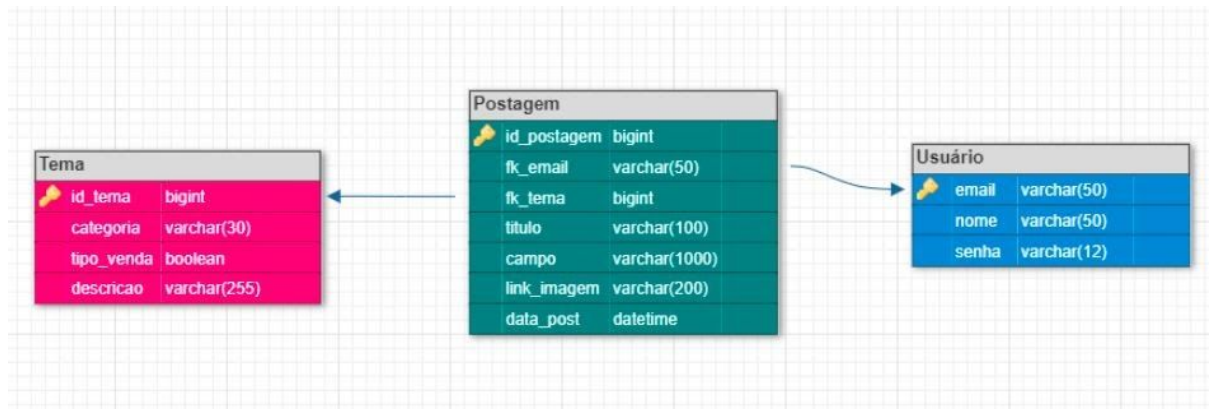 Tema
id_tema bigint
categoria varchar(30)
tipo_venda boolean
descricao varchar(255)
Postagem
id_postagem bigint
fk_email varchar(50)
fk_tema bigint
titulo varchar(100)
campo varchar(1000)
link_imagem varchar(200)
data_post datetime
Usuário
email varchar(50)
nome varchar(50)
senha varchar(12)